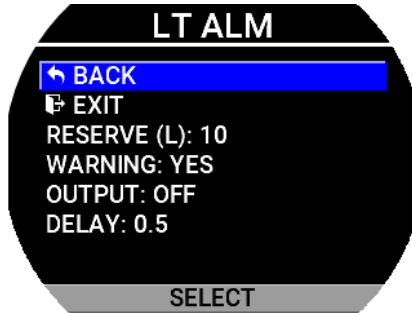 LT ALM
BACK
EXIT
RESERVE (L): 10
WARNING: YES
OUTPUT: OFF
DELAY: 0.5
SELECT